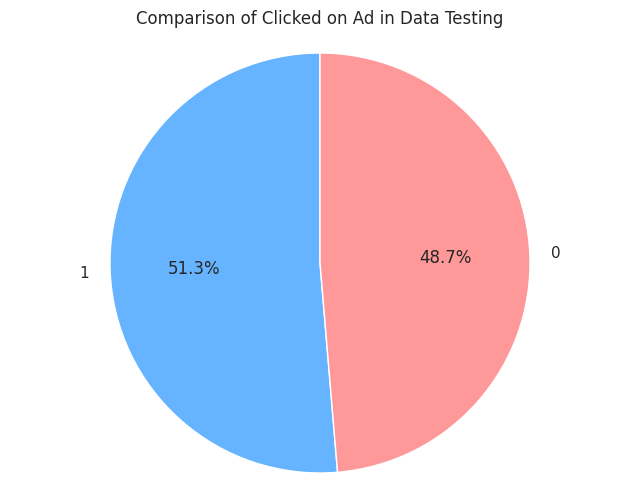 Comparison of Clicked on Ad in Data Testing
51.3%
48.7%
1
0